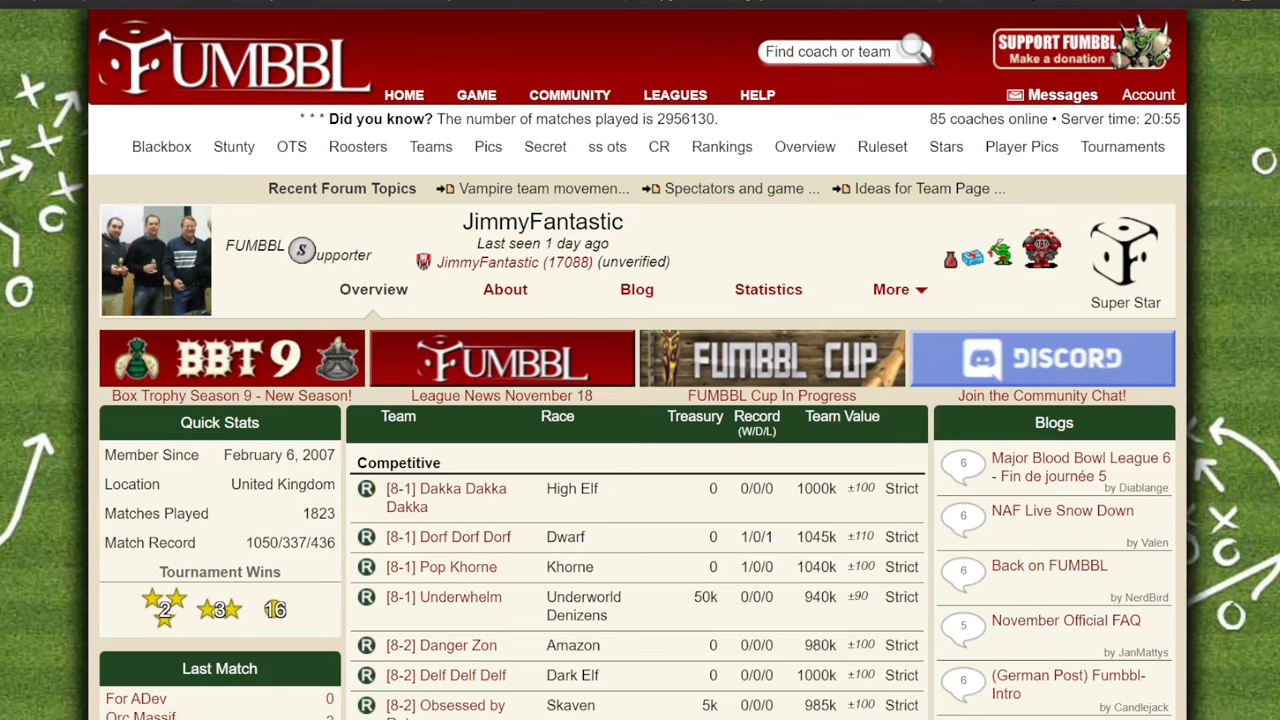 FUMBBL
Find coach or team
SUPPORT FUMBBL
Make a donation
HOME GAME COMMUNITY LEAGUES HELP
Messages Account
* * * Did you know? The number of matches played is 2956130.
85 coaches online • Server time: 20:55
Blackbox Stunty OTS Roosters Teams Pics Secret ss ots CR Rankings Overview Ruleset Stars Player Pics Tournaments
Recent Forum Topics Vampire team movemen... Spectators and game ... Ideas for Team Page ...
FUMBBL Supporter
JimmyFantastic
Last seen 1 day ago
JimmyFantastic (17088) (unverified)
Overview About Blog Statistics More
Super Star
BBT 9
Box Trophy Season 9 - New Season!
FUMBBL
League News November 18
FUMBBL CUP
FUMBBL Cup In Progress
DISCORD
Join the Community Chat!
Quick Stats
Member Since February 6, 2007
Location United Kingdom
Matches Played 1823
Match Record 1050/337/436
Tournament Wins
2 3 16
Last Match
For ADev 0
Team Race Treasury Record Team Value
(W/D/L)
Competitive
R [8-1] Dakka Dakka High Elf 0 0/0/0 1000k ±100 Strict
Dakka
R [8-1] Dorf Dorf Dorf Dwarf 0 1/0/1 1045k ±110 Strict
R [8-1] Pop Khorne Khorne 0 1/0/0 1040k ±100 Strict
R [8-1] Underwhelm Underworld 50k 0/0/0 940k ±90 Strict
Denizens
R [8-2] Danger Zon Amazon 0 0/0/0 980k ±100 Strict
R [8-2] Delf Delf Delf Dark Elf 0 0/0/0 1000k ±100 Strict
R [8-2] Obsessed by Skaven 5k 0/0/0 985k ±100 Strict
Blogs
6 Major Blood Bowl League 6
- Fin de journée 5
by Diablange
6 NAF Live Snow Down
by Valen
6 Back on FUMBBL
by NerdBird
5 November Official FAQ
by JanMattys
6 (German Post) Fumbbl-
Intro
by Candlejack